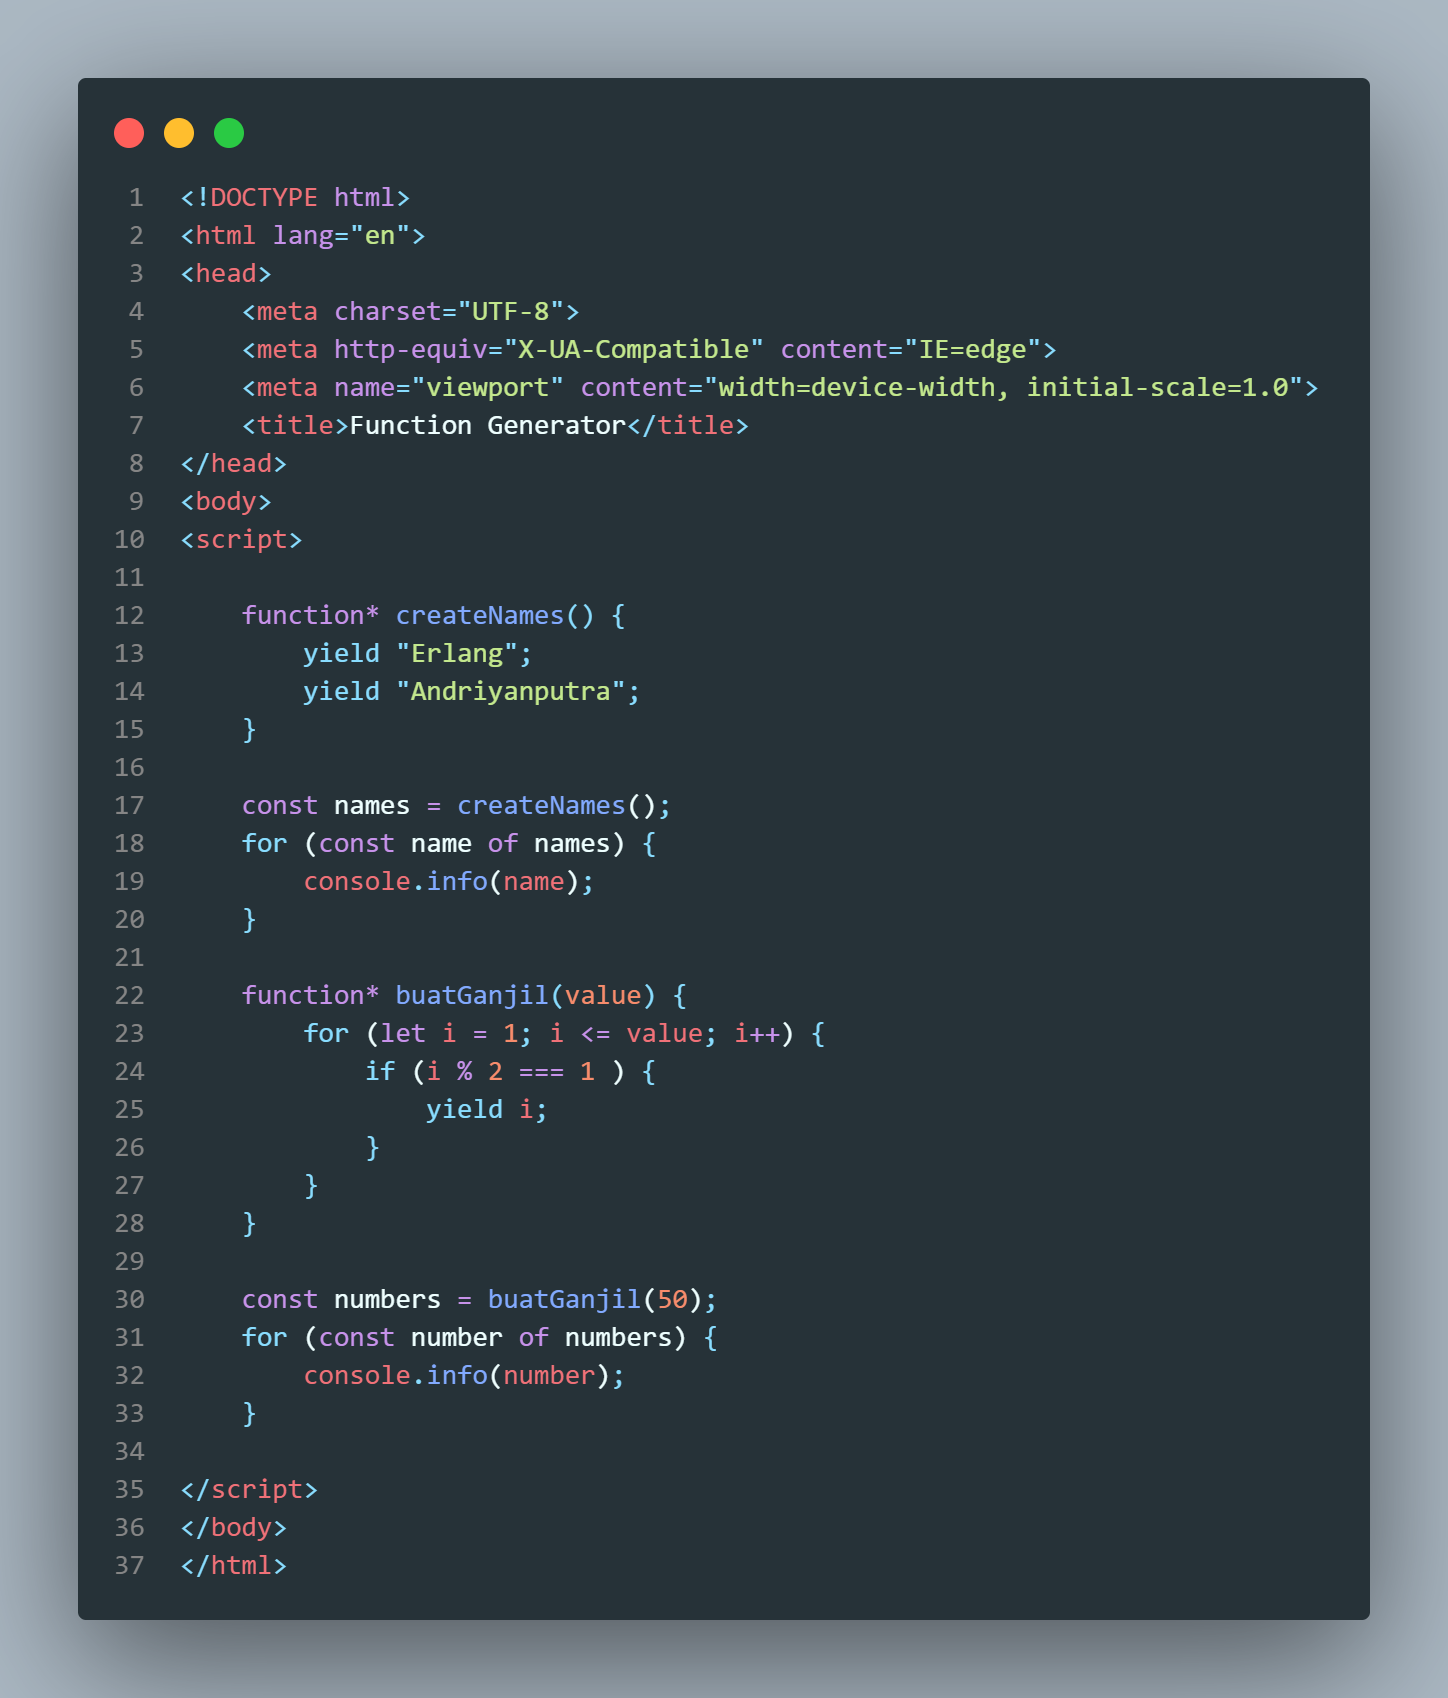 1 <!DOCTYPE html>
2 <html lang="en">
3 <head>
4     <meta charset="UTF-8">
5     <meta http-equiv="X-UA-Compatible" content="IE=edge">
6     <meta name="viewport" content="width=device-width, initial-scale=1.0">
7     <title>Function Generator</title>
8 </head>
9 <body>
10 <script>
11
12     function* createNames() {
13         yield "Erlang";
14         yield "Andriyanputra";
15     }
16
17     const names = createNames();
18     for (const name of names) {
19         console.info(name);
20     }
21
22     function* buatGanjil(value) {
23         for (let i = 1; i <= value; i++) {
24             if (i % 2 === 1 ) {
25                 yield i;
26             }
27         }
28     }
29
30     const numbers = buatGanjil(50);
31     for (const number of numbers) {
32         console.info(number);
33     }
34
35 </script>
36 </body>
37 </html>